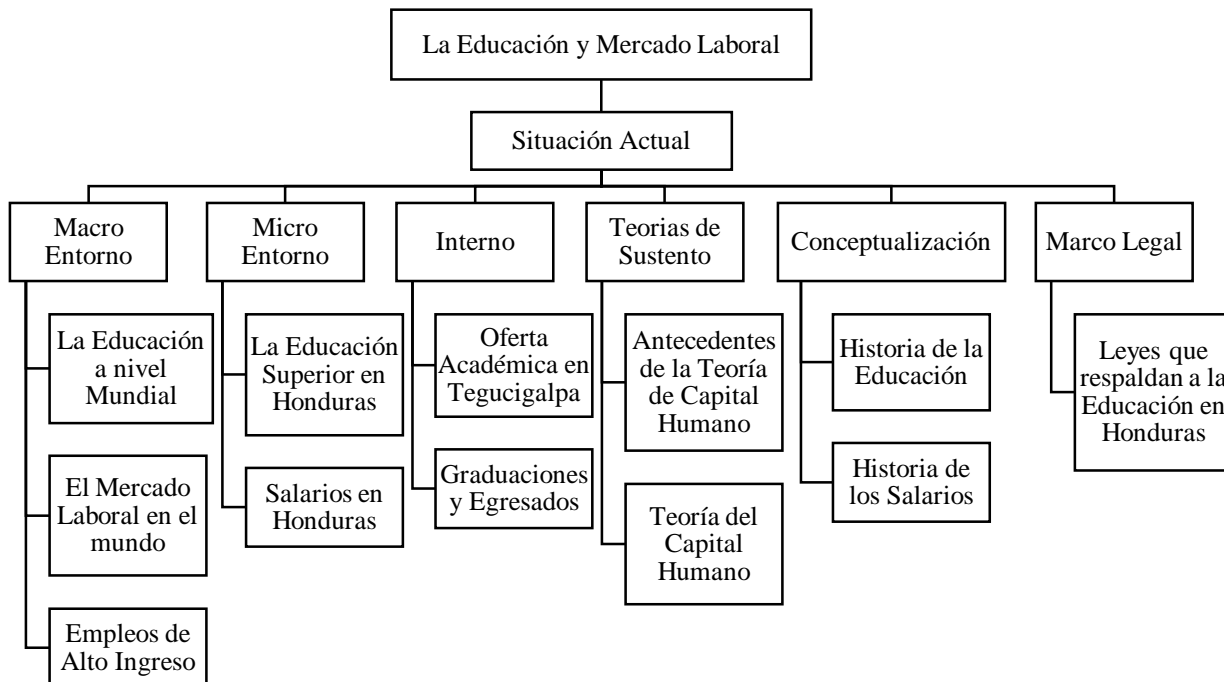 La Educación y Mercado Laboral
Situación Actual
Macro
Entorno
Micro
Entorno
Interno
Teorias de
Sustento
Conceptualización
Marco Legal
La Educación
a nivel
Mundial
El Mercado
Laboral en el
mundo
Empleos de
Alto Ingreso
La Educación
Superior en
Honduras
Salarios en
Honduras
Oferta
Académica en
Tegucigalpa
Graduaciones
y Egresados
Antecedentes
de la Teoría
de Capital
Humano
Teoría del
Capital
Humano
Historia de la
Educación
Historia de
los Salarios
Leyes que
respaldan a la
Educación en
Honduras